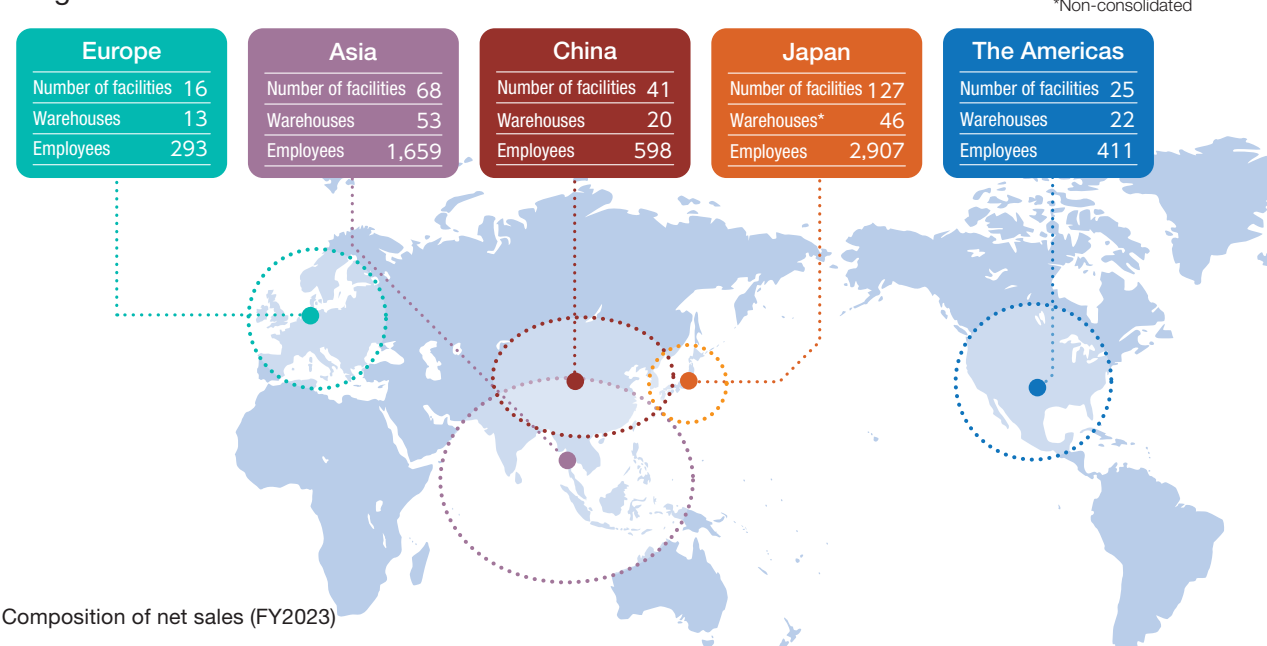 *Non-consolidated
Europe
Number of facilities 16
Warehouses 13
Employees 293
Asia
Number of facilities 68
Warehouses 53
Employees 1,659
China
Number of facilities 41
Warehouses 20
Employees 598
Japan
Number of facilities 127
Warehouses* 46
Employees 2,907
The Americas
Number of facilities 25
Warehouses 22
Employees 411
Composition of net sales (FY2023)